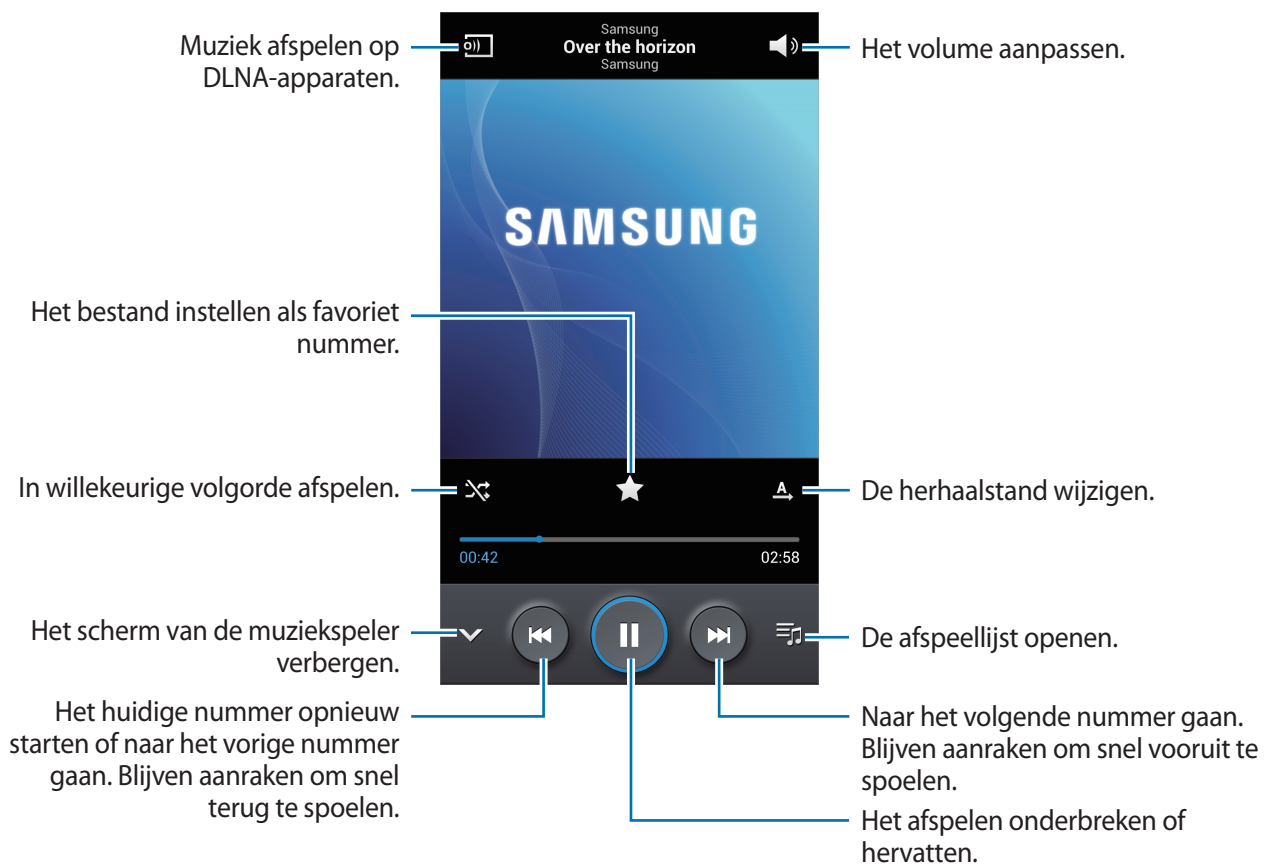 Muziek afspelen op
DLNA-apparaten.
Samsung
Over the horizon
Samsung
Het volume aanpassen.
SAMSUNG
Het bestand instellen als favoriet
nummer.
In willekeurige volgorde afspelen.
A
De herhaalstand wijzigen.
00:42
02:58
Het scherm van de muziekspeler
verbergen.
De afspeellijst openen.
Het huidige nummer opnieuw
starten of naar het vorige nummer
gaan. Blijven aanraken om snel
terug te spoelen.
Naar het volgende nummer gaan.
Blijven aanraken om snel vooruit te
spoelen.
Het afspelen onderbreken of
hervatten.